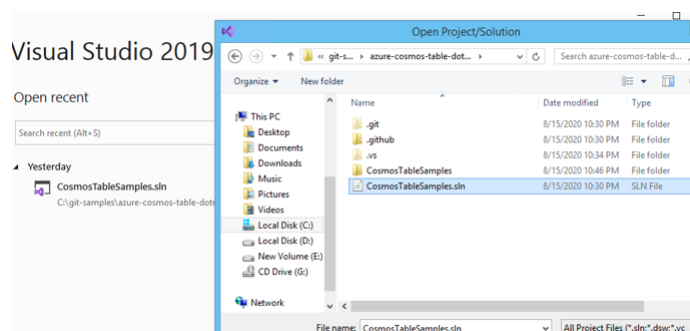 Visual Studio 2019
Open recent
Search recent (Alt+S)
Yesterday
CosmosTableSamples.sln
C:\git-samples\azure-cosmos-table-dotn
Open Project/Solution
« git-s... › azure-cosmos-table-dot... ›
Search azure-cosmos-table-d...
Organize
New folder
This PC
Desktop
Documents
Downloads
Music
Pictures
Videos
Local Disk (C:)
Local Disk (D:)
New Volume (E:)
CD Drive (G:)
Network
Name Date modified Type
.git 8/15/2020 10:30 PM File folder
.github 8/15/2020 10:30 PM File folder
.vs 8/15/2020 10:34 PM File folder
CosmosTableSamples 8/15/2020 10:46 PM File folder
CosmosTableSamples.sln 8/15/2020 10:30 PM SLN File
File name: CosmosTableSamples.sln
All Project Files (*.sln;*.dsw;*.vc